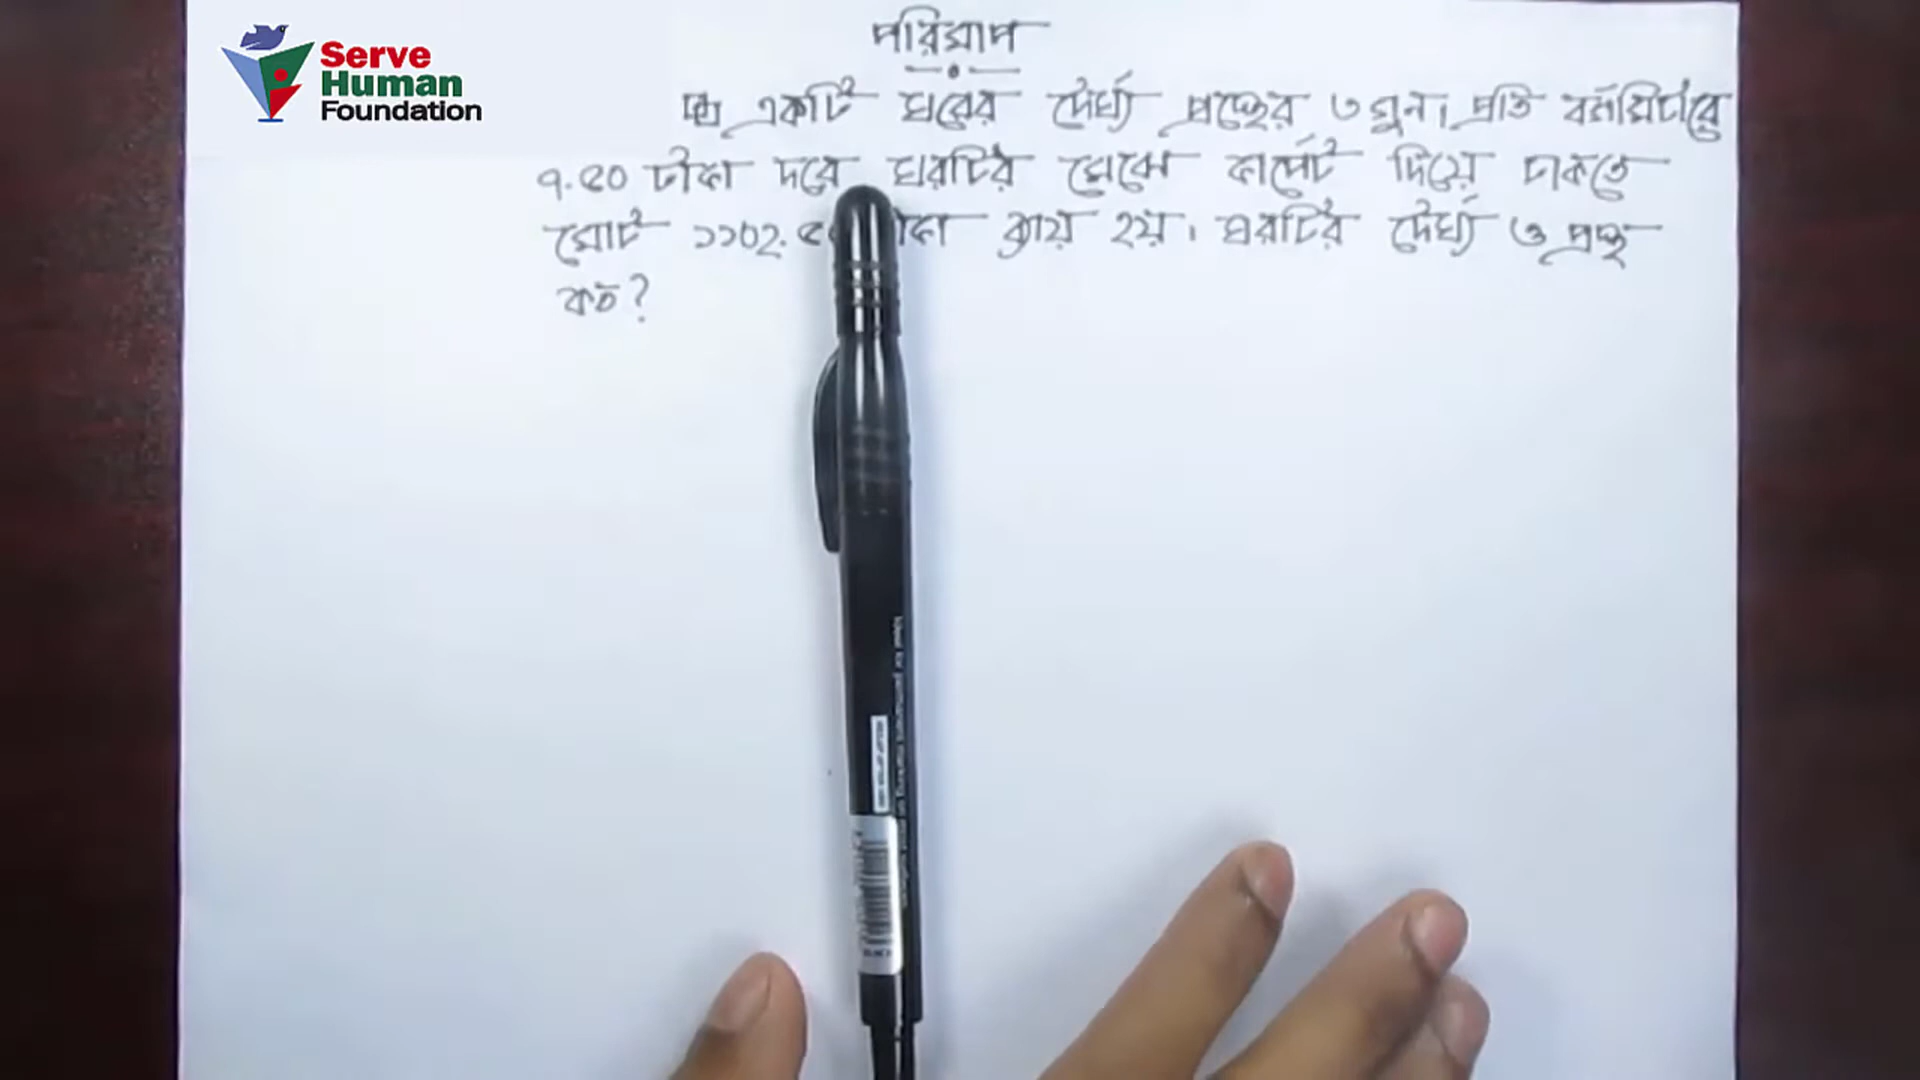 Serve
Human
Foundation
পরিমাপ
একটি ঘরের দৈর্ঘ্য প্রস্থের ৩ গুন। প্রতি বর্গমিটারে
৭.৫০ টাকা দরে ঘরটির মেঝে কার্পেট দিয়ে ঢাকতে
মোট ১১০২.৫ ব্যয় হয়। ঘরটির দৈর্ঘ্য ও প্রস্থ
কত?